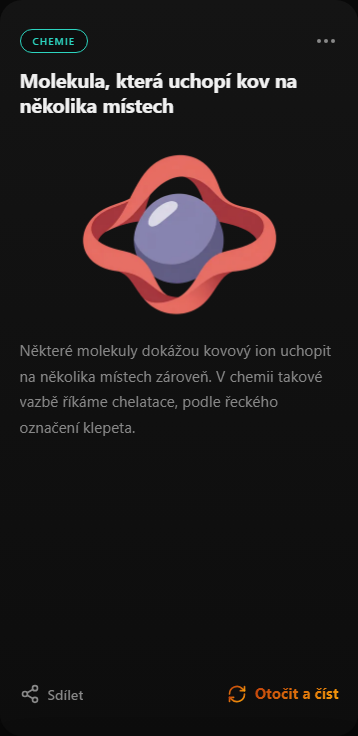 CHEMIE
Molekula, která uchopí kov na
několika místech
Některé molekuly dokážou kovový ion uchopit
na několika místech zároveň. V chemii takové
vazbě říkáme chelatace, podle řeckého
označení klepeta.
Sdílet
Otočit a číst